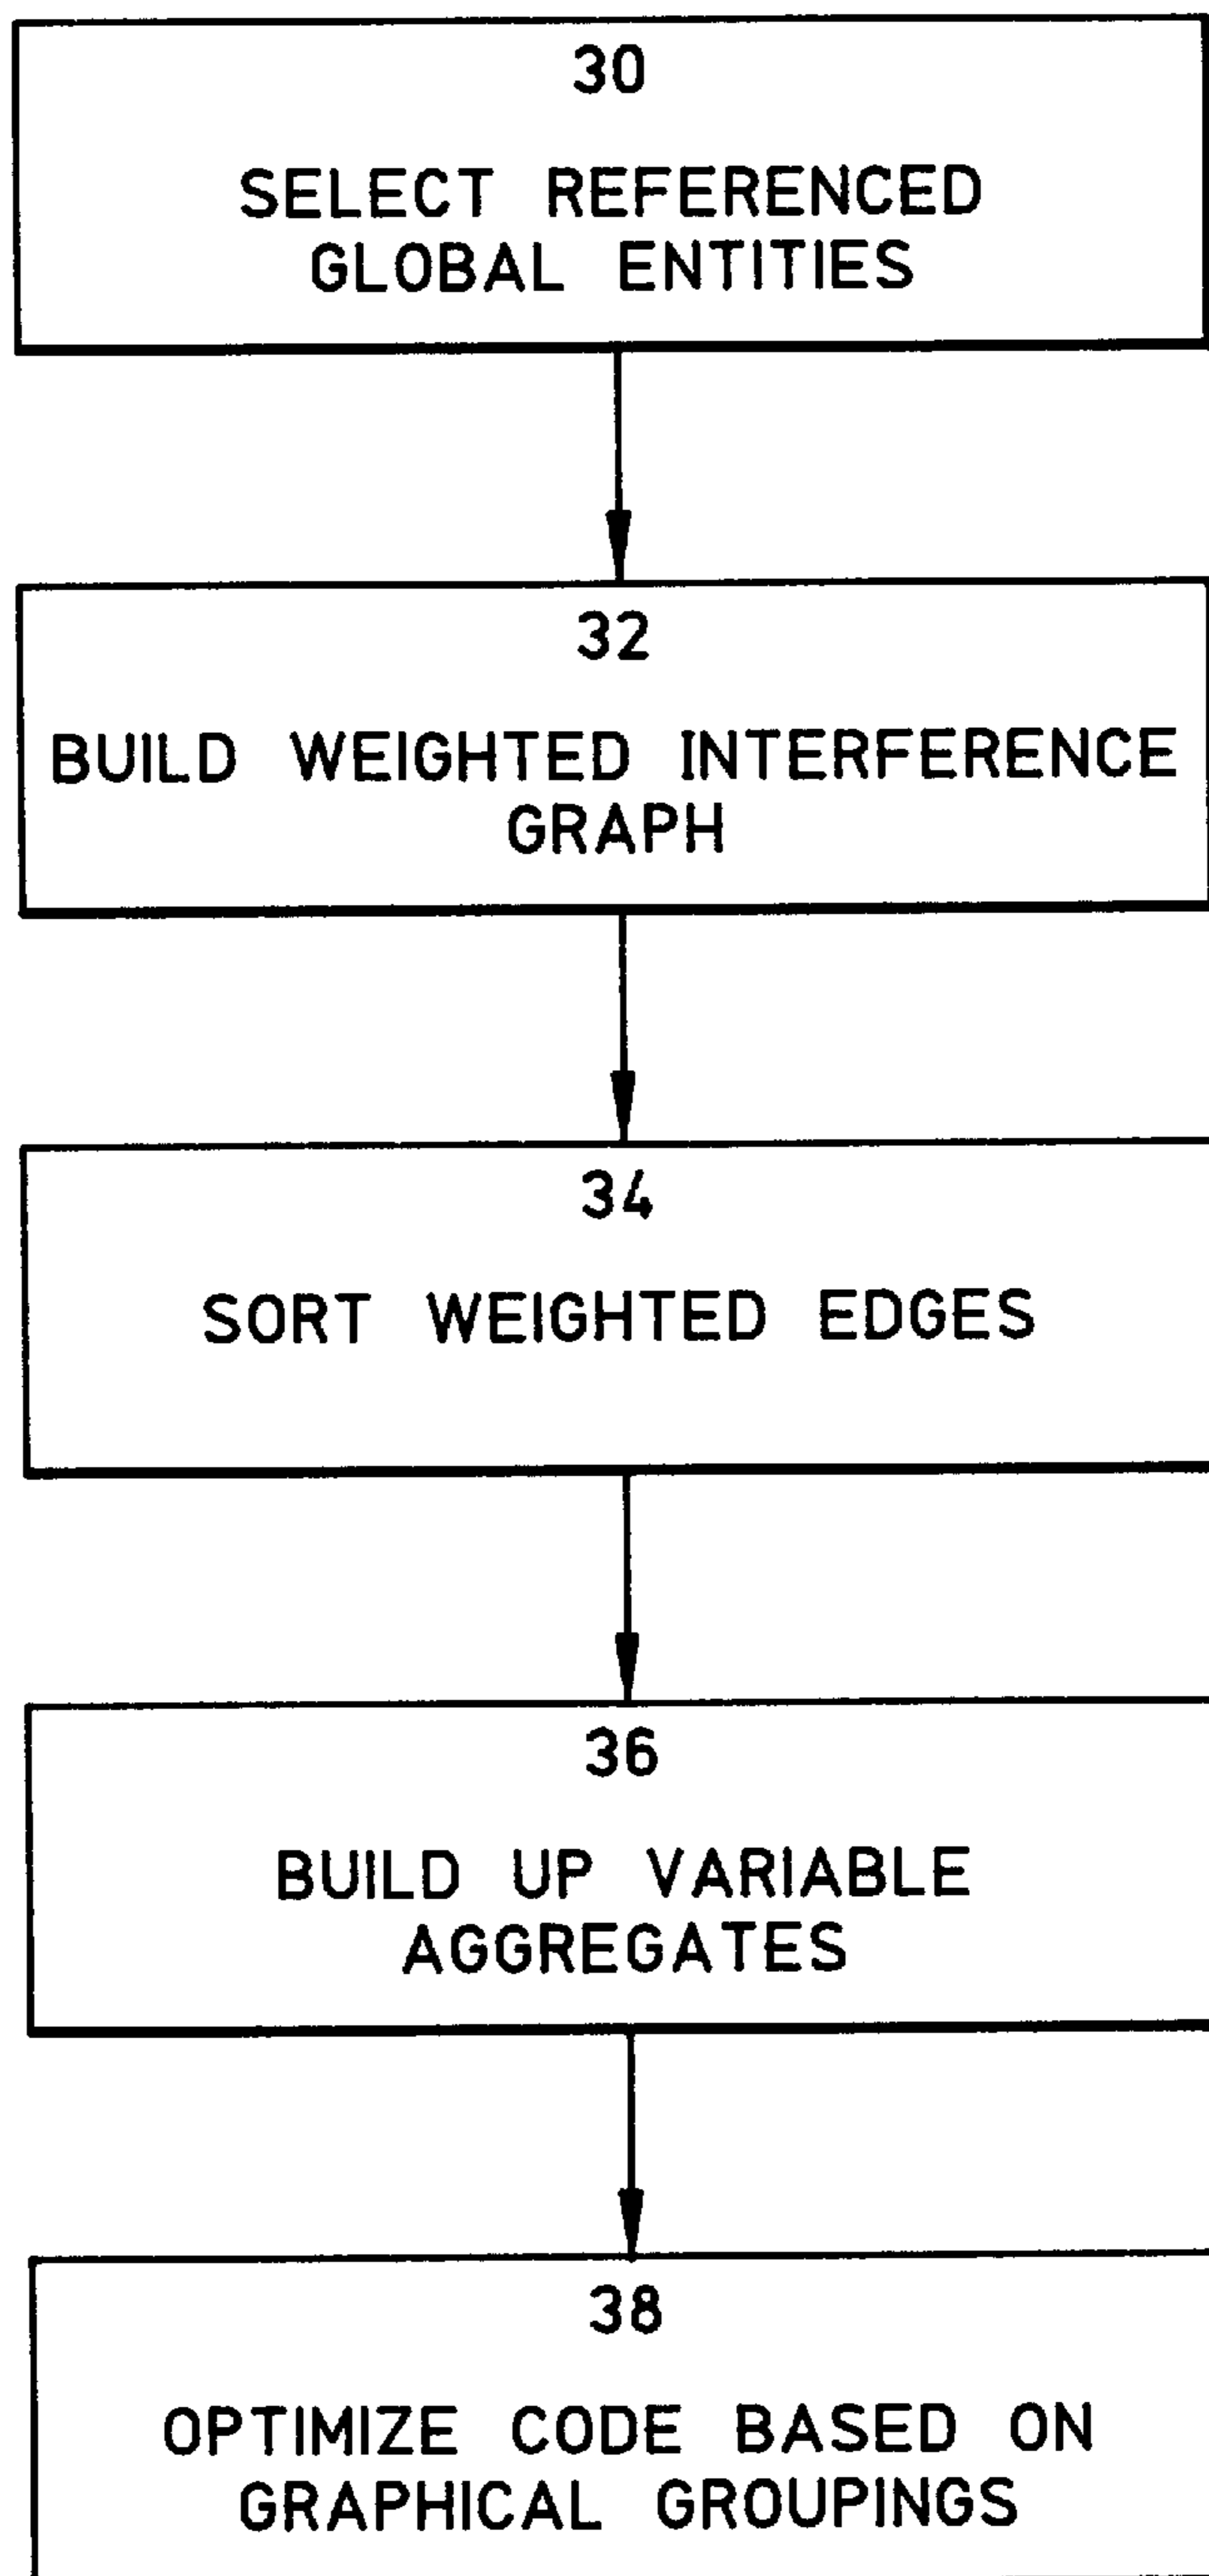 30
SELECT REFERENCED
GLOBAL ENTITIES
32
BUILD WEIGHTED INTERFERENCE
GRAPH
34
SORT WEIGHTED EDGES
36
BUILD UP VARIABLE
AGGREGATES
38
OPTIMIZE CODE BASED ON
GRAPHICAL GROUPINGS